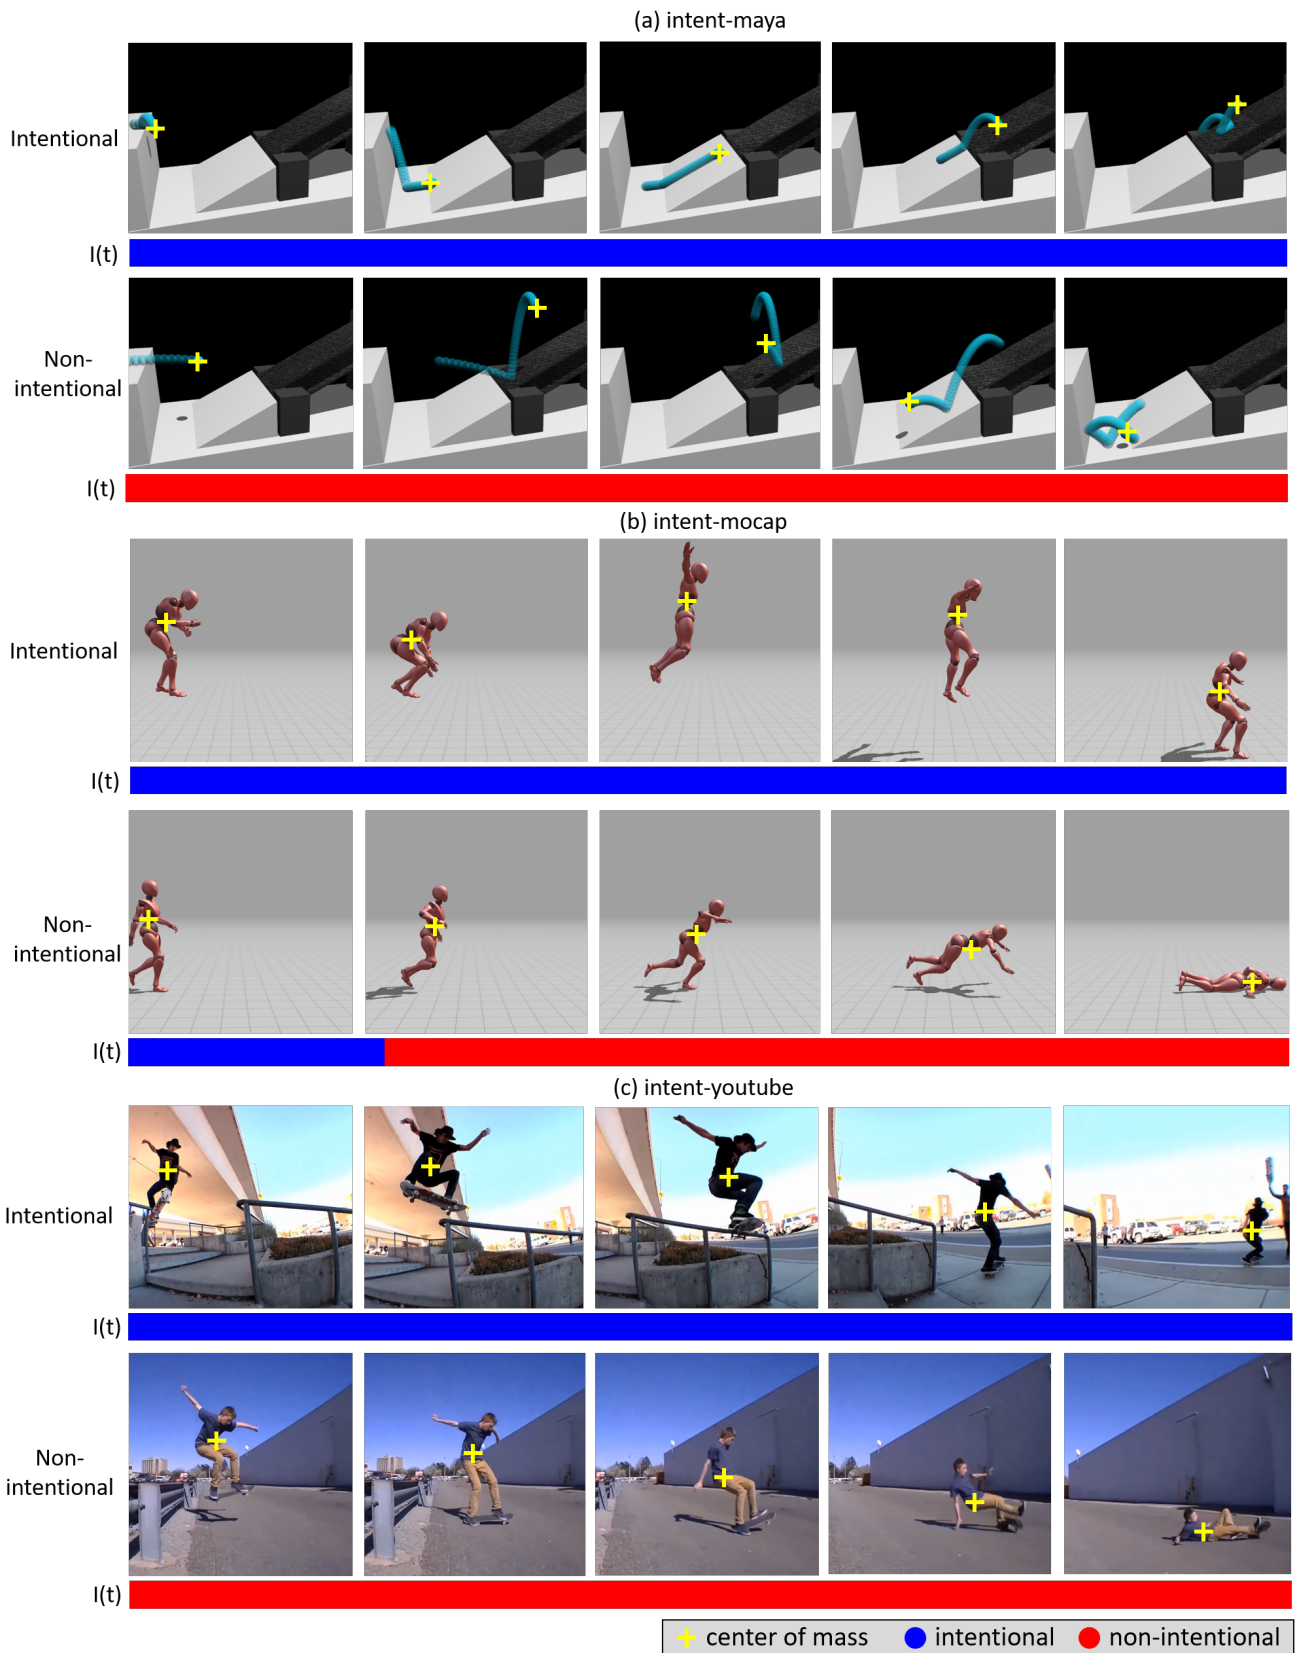 (a) intent-maya
Intentional
I(t)
Non-
intentional
I(t)
(b) intent-mocap
Intentional
I(t)
Non-
intentional
I(t)
(c) intent-youtube
Intentional
I(t)
Non-
intentional
I(t)
center of mass intentional non-intentional